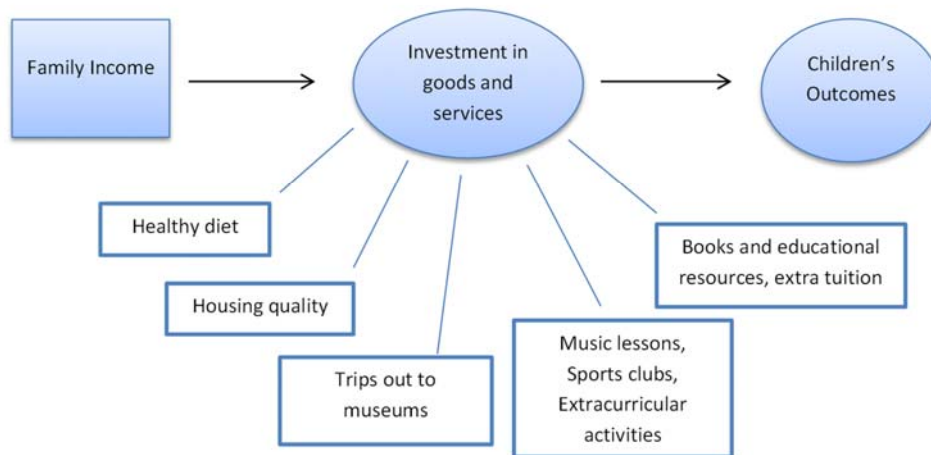 Family Income
Investment in
goods and
services
Children’s
Outcomes
Healthy diet
Housing quality
Trips out to
museums
Music lessons,
Sports clubs,
Extracurricular
activities
Books and educational
resources, extra tuition